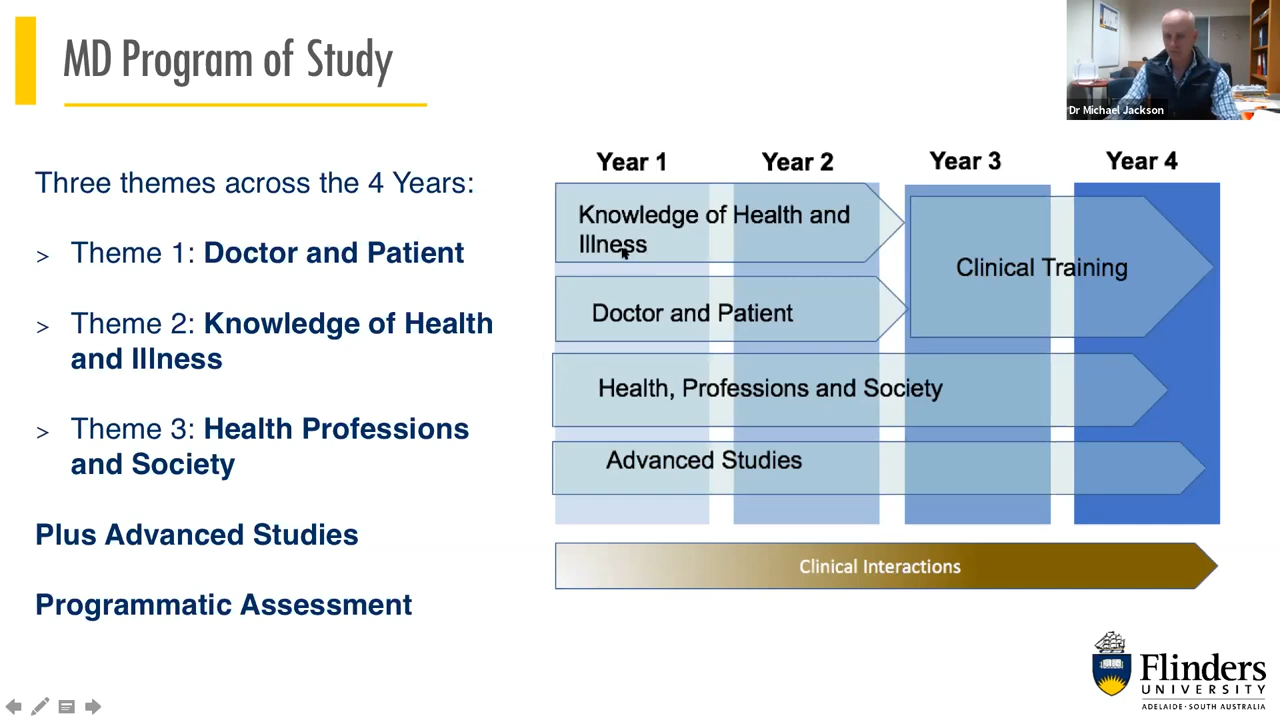 MD Program of Study
Dr Michael Jackson
Three themes across the 4 Years:
> Theme 1: Doctor and Patient
> Theme 2: Knowledge of Health
and Illness
> Theme 3: Health Professions
and Society
Plus Advanced Studies
Programmatic Assessment
Year 1 Year 2 Year 3 Year 4
Knowledge of Health and
Illness
Clinical Training
Doctor and Patient
Health, Professions and Society
Advanced Studies
Clinical Interactions
Flinders
UNIVERSITY
ADELAIDE · SOUTH AUSTRALIA